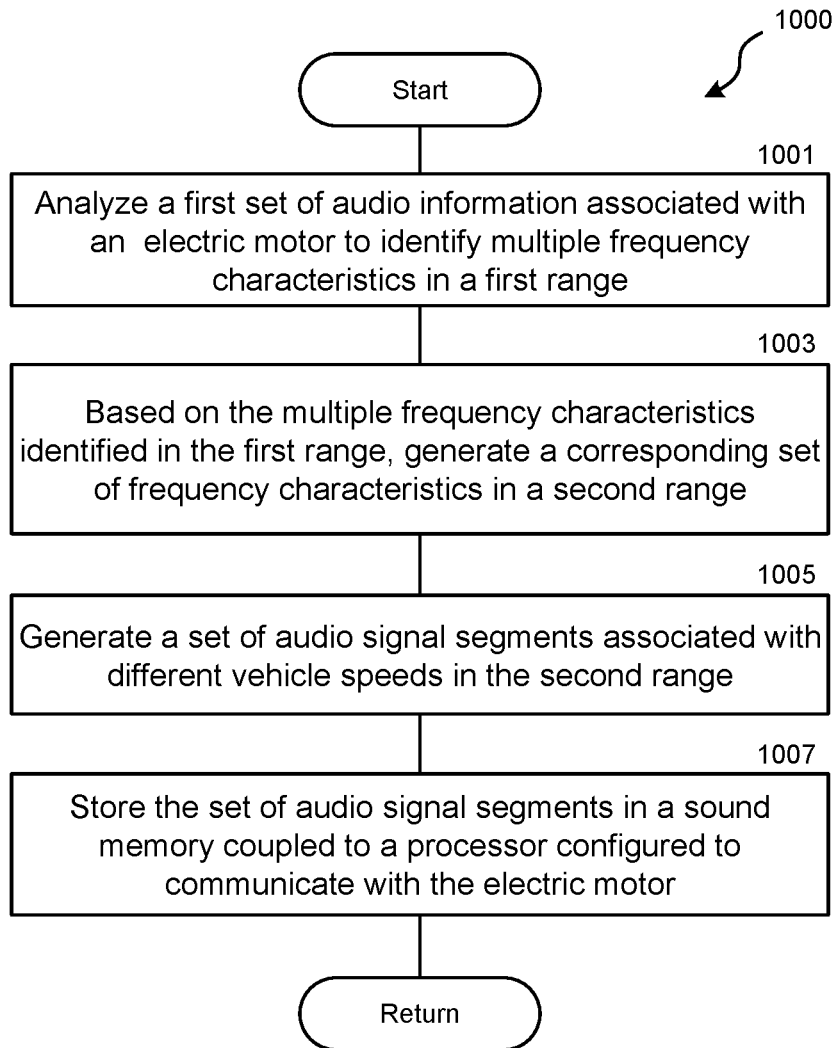 1000
Start
1001
Analyze a first set of audio information associated with
an electric motor to identify multiple frequency
characteristics in a first range
1003
Based on the multiple frequency characteristics
identified in the first range, generate a corresponding set
of frequency characteristics in a second range
1005
Generate a set of audio signal segments associated with
different vehicle speeds in the second range
1007
Store the set of audio signal segments in a sound
memory coupled to a processor configured to
communicate with the electric motor
Return